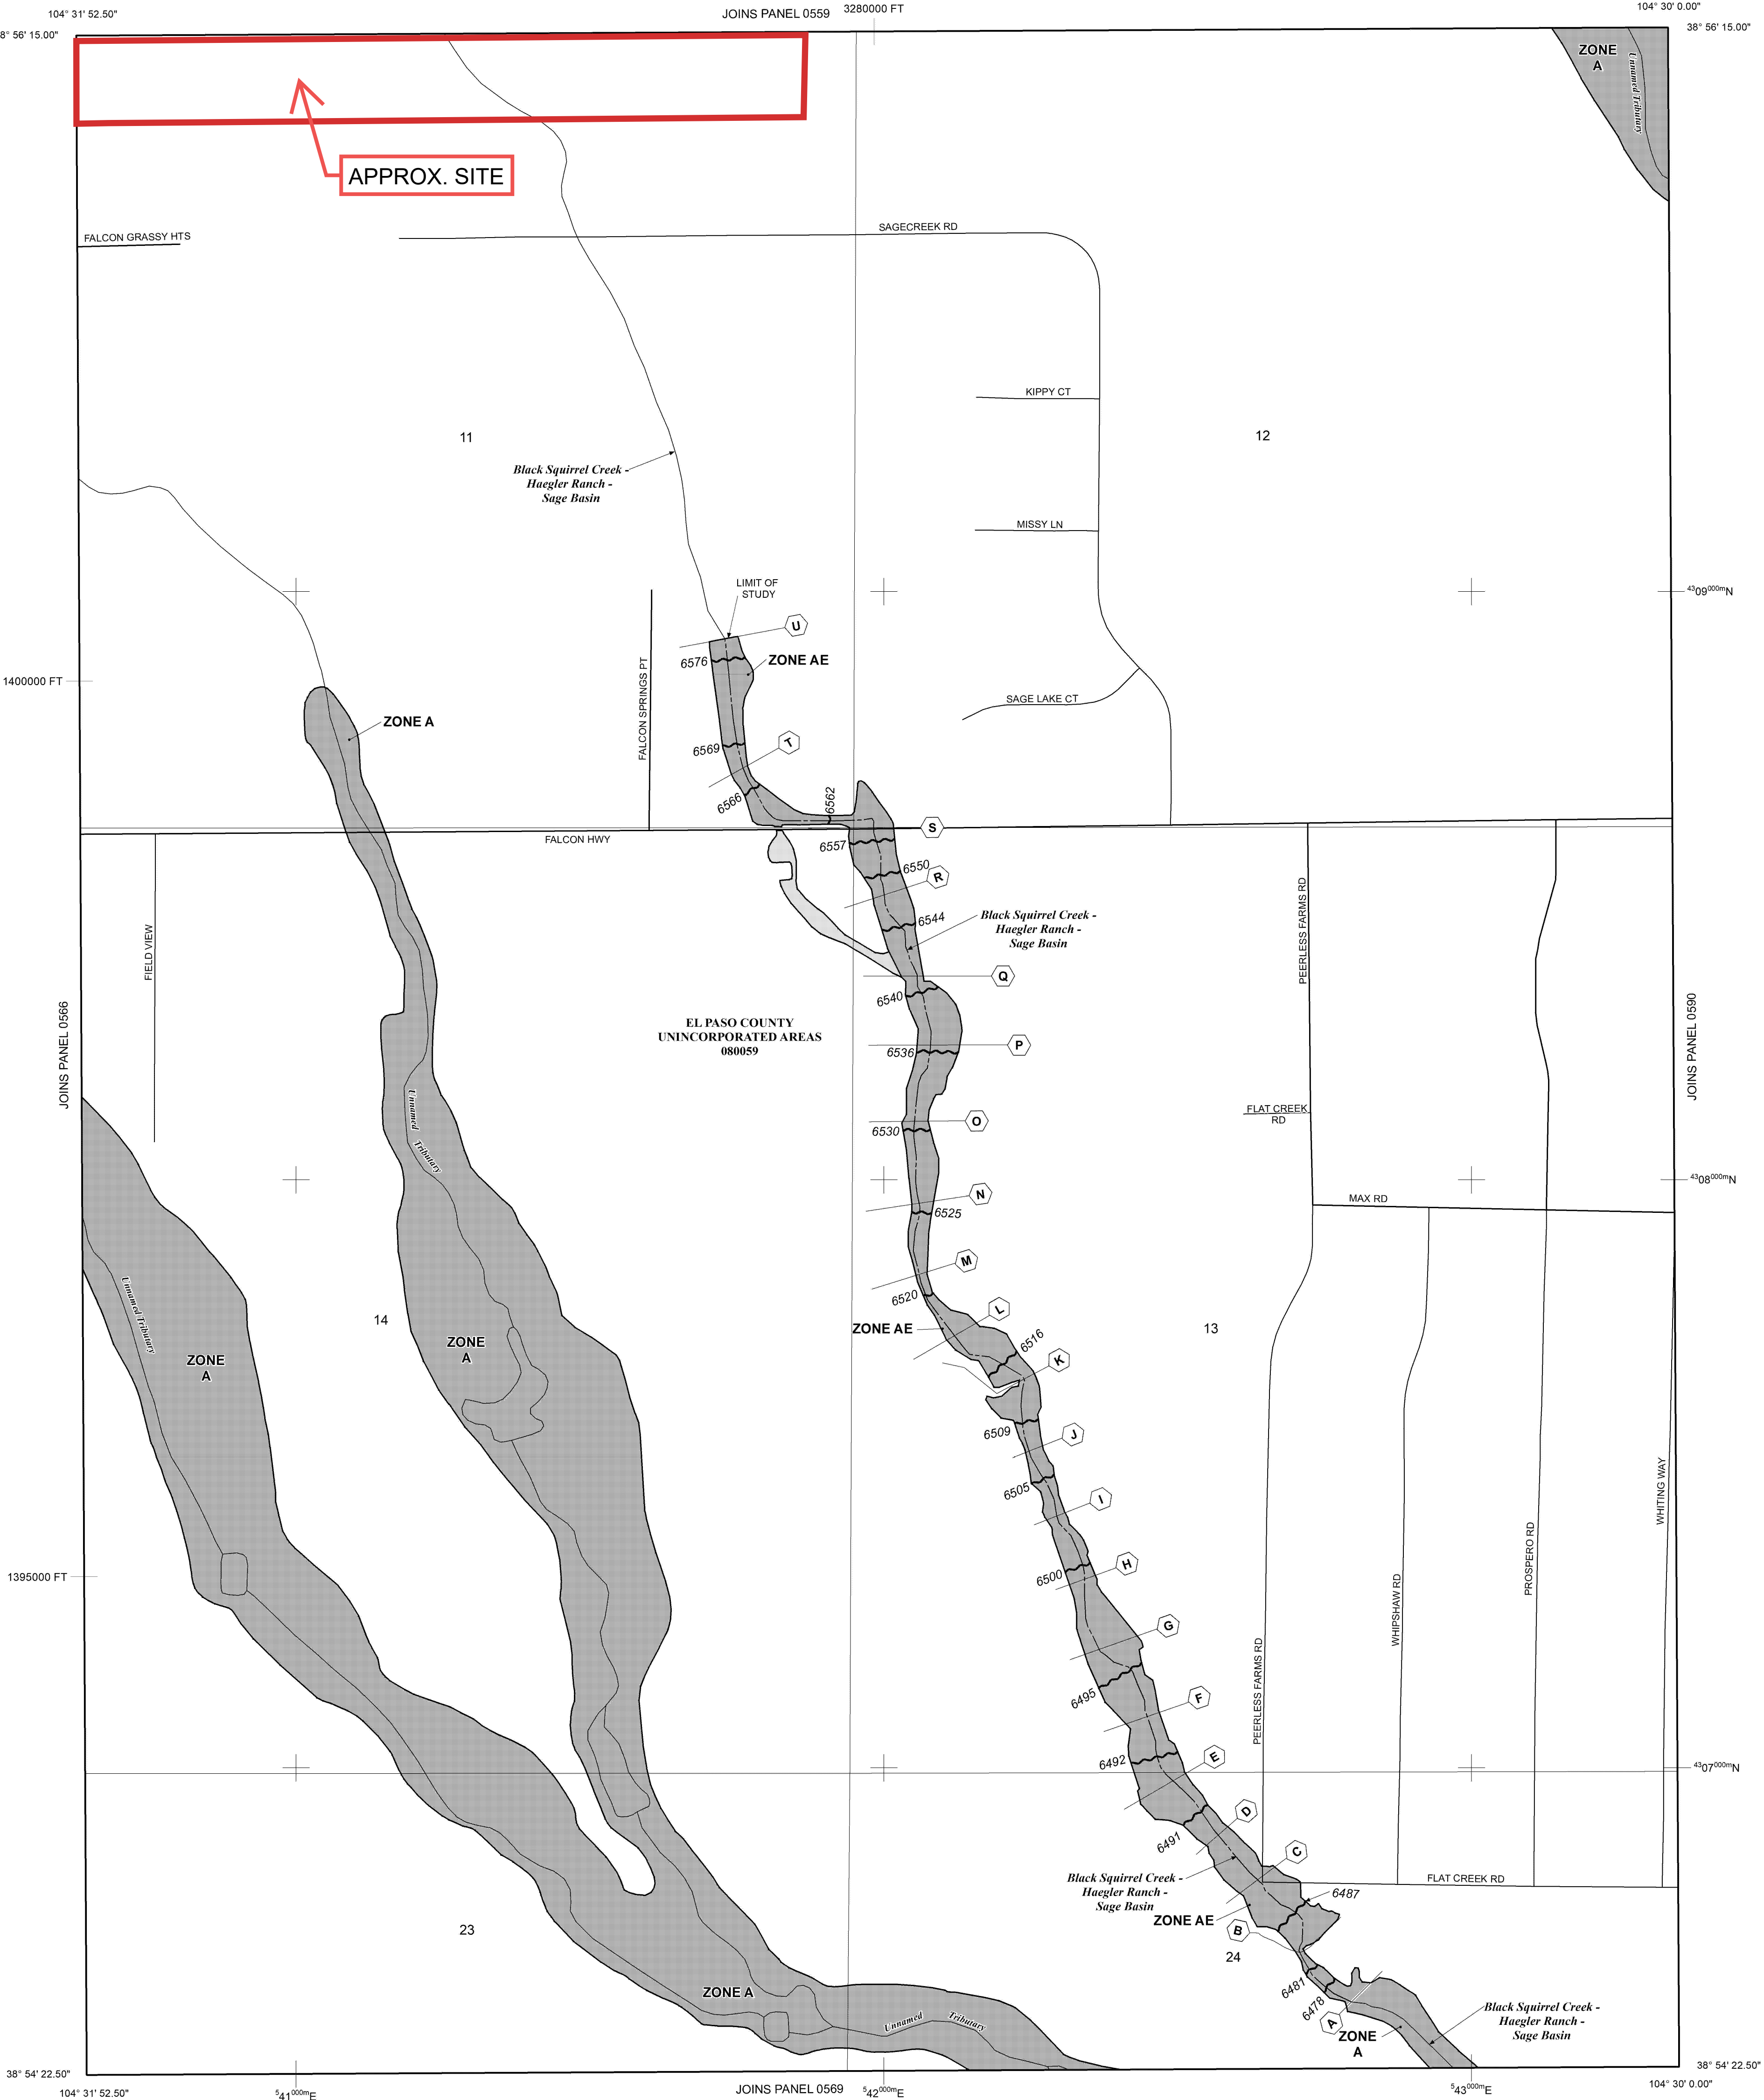 104° 31' 52.50"
JOINS PANEL 0559
3280000 FT
104° 30' 0.00"
8° 56' 15.00"
38° 56' 15.00"
ZONE
A
Unnamed Tributary
APPROX. SITE
FALCON GRASSY HTS
SAGECREEK RD
KIPPY CT
11
12
Black Squirrel Creek -
Haegler Ranch -
Sage Basin
MISSY LN
LIMIT OF
STUDY
4309000mN
U
6576
ZONE AE
FALCON SPRINGS PT
1400000 FT
SAGE LAKE CT
ZONE A
T
6569
6566
6562
S
FALCON HWY
6557
6550
R
6544
Black Squirrel Creek -
Haegler Ranch -
Sage Basin
PEERLESS FARMS RD
FIELD VIEW
Q
6540
JOINS PANEL 0566
JOINS PANEL 0590
EL PASO COUNTY
UNINCORPORATED AREAS
080059
P
6536
Unnamed
Tributary
FLAT CREEK
RD
O
6530
4308000mN
N
6525
MAX RD
M
6520
Unnamed Tributary
L
14
ZONE AE
13
6516
ZONE
A
ZONE
A
K
6509
J
6505
I
WHITING WAY
H
6500
1395000 FT
PROSPERO RD
WHIPSHAW RD
G
PEERLESS FARMS RD
6495
F
6492
E
4307000mN
D
6491
C
Black Squirrel Creek -
Haegler Ranch -
Sage Basin
FLAT CREEK RD
6487
ZONE AE
23
B
24
6481
6478
ZONE A
A
Unnamed
Tributary
Black Squirrel Creek -
Haegler Ranch -
Sage Basin
ZONE
A
38° 54' 22.50"
38° 54' 22.50"
104° 31' 52.50"
541000mE
JOINS PANEL 0569
542000mE
543000mE
104° 30' 0.00"